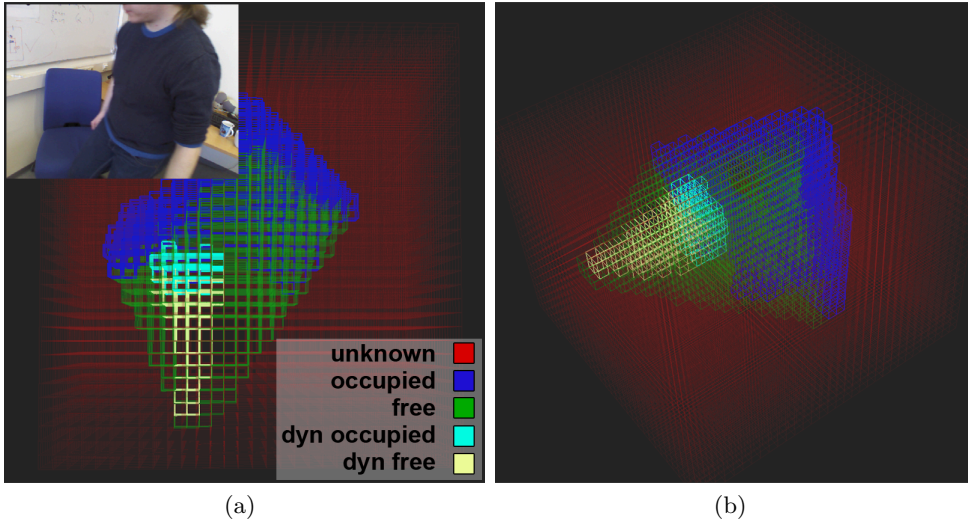 unknown
occupied
free
dyn occupied
dyn free
(a)
(b)